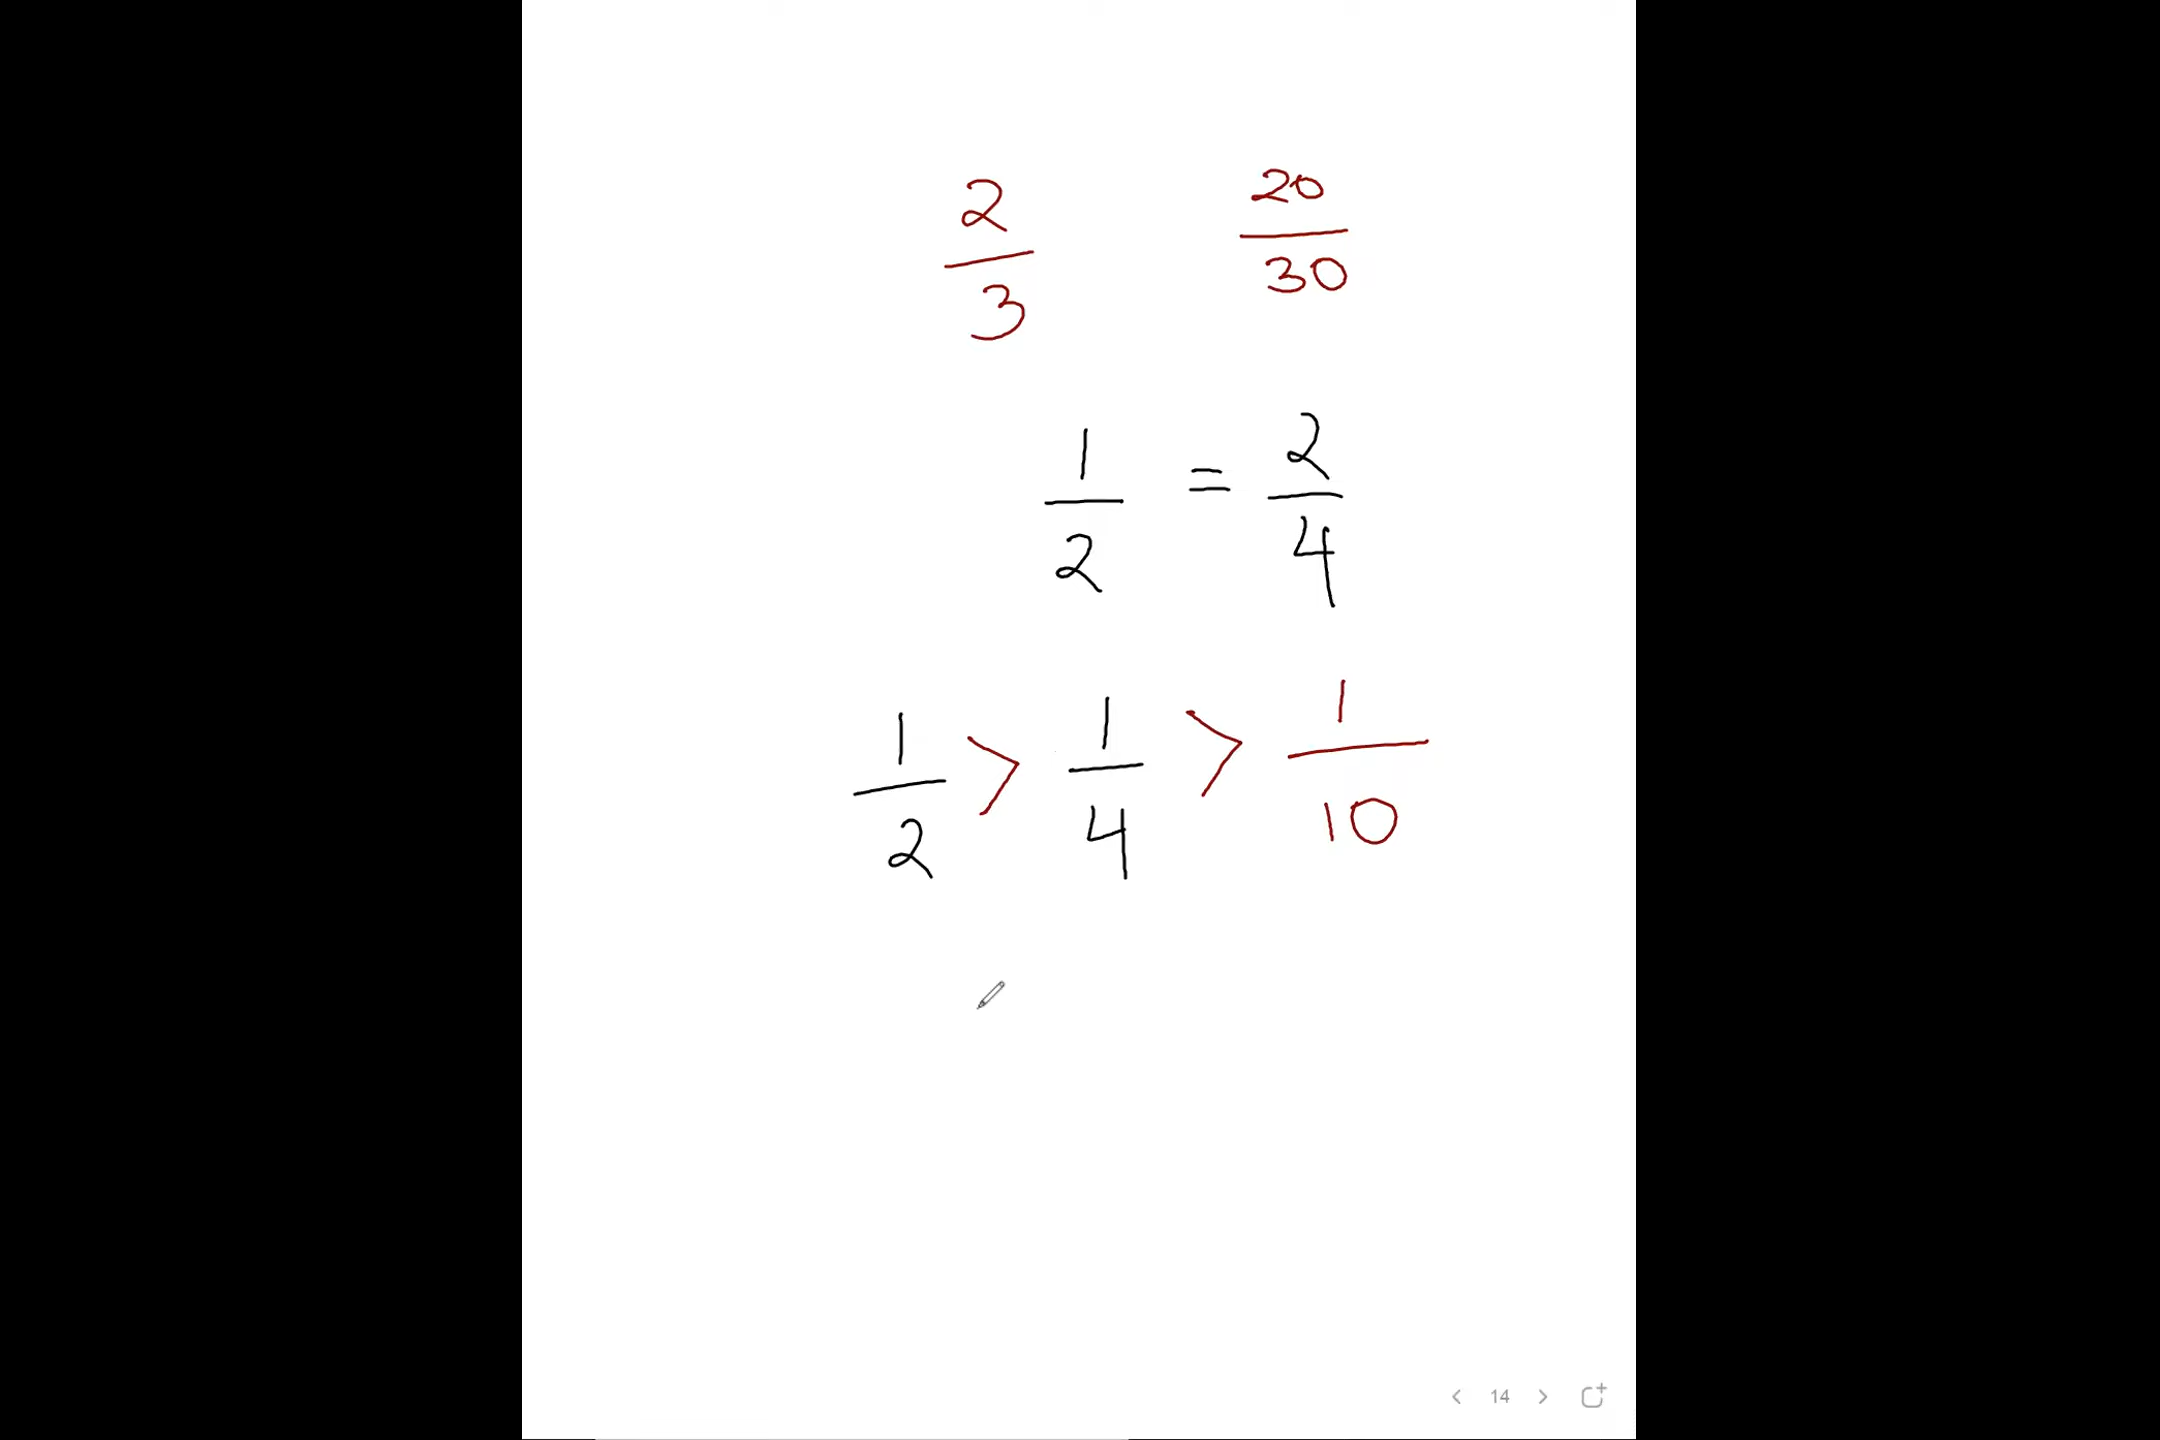 2/3 20/30
1/2 = 2/4
1/2 > 1/4 > 1/10
< 14 >